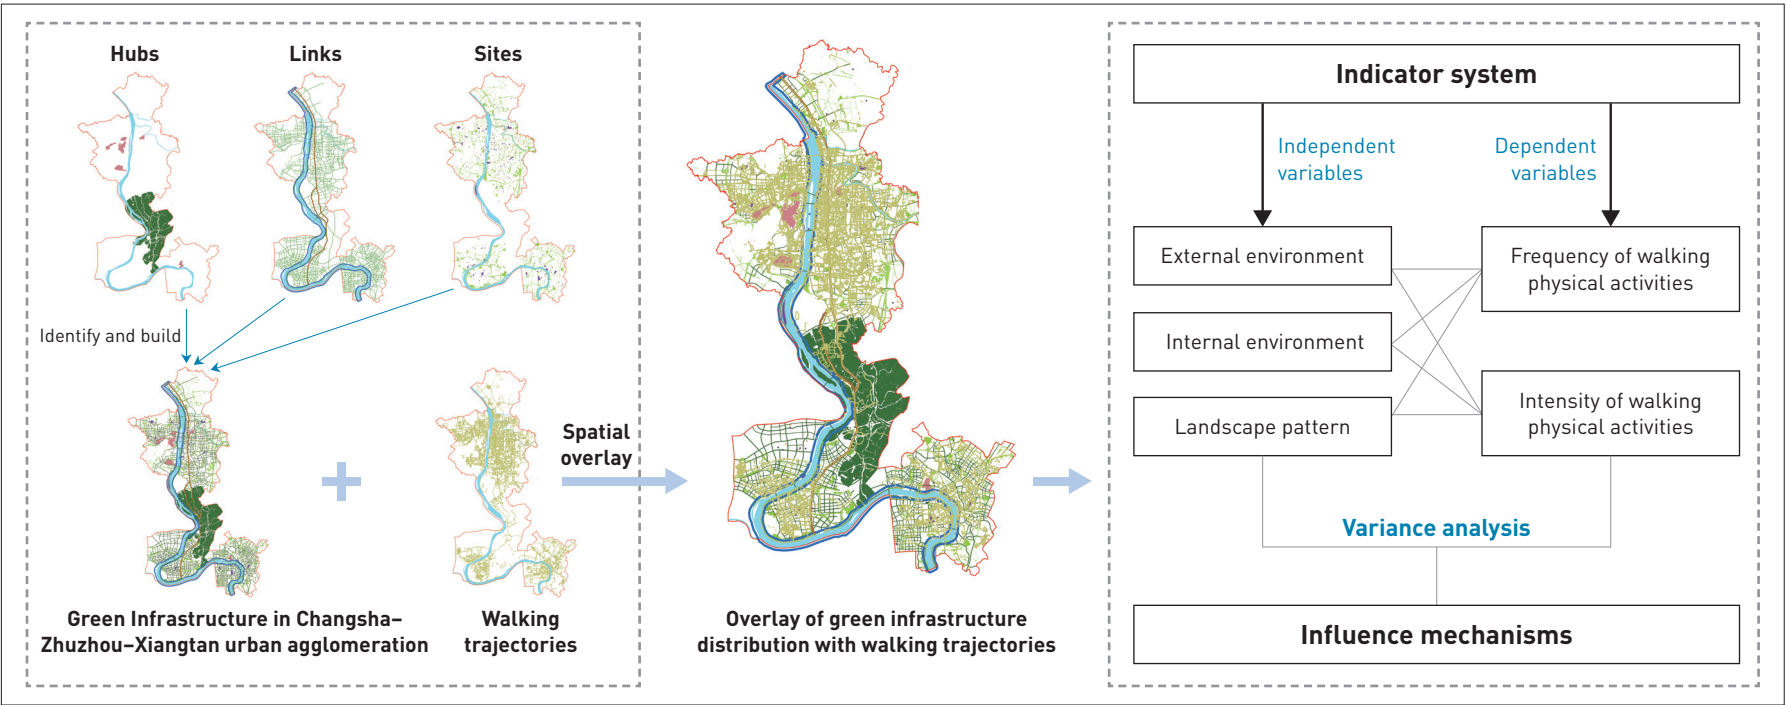 Hubs
Links
Sites
Identify and build
Green Infrastructure in Changsha–
Zhuzhou–Xiangtan urban agglomeration
Walking
trajectories
Spatial
overlay
Overlay of green infrastructure
distribution with walking trajectories
Indicator system
Independent
variables
Dependent
variables
External environment
Internal environment
Landscape pattern
Frequency of walking
physical activities
Intensity of walking
physical activities
Variance analysis
Influence mechanisms